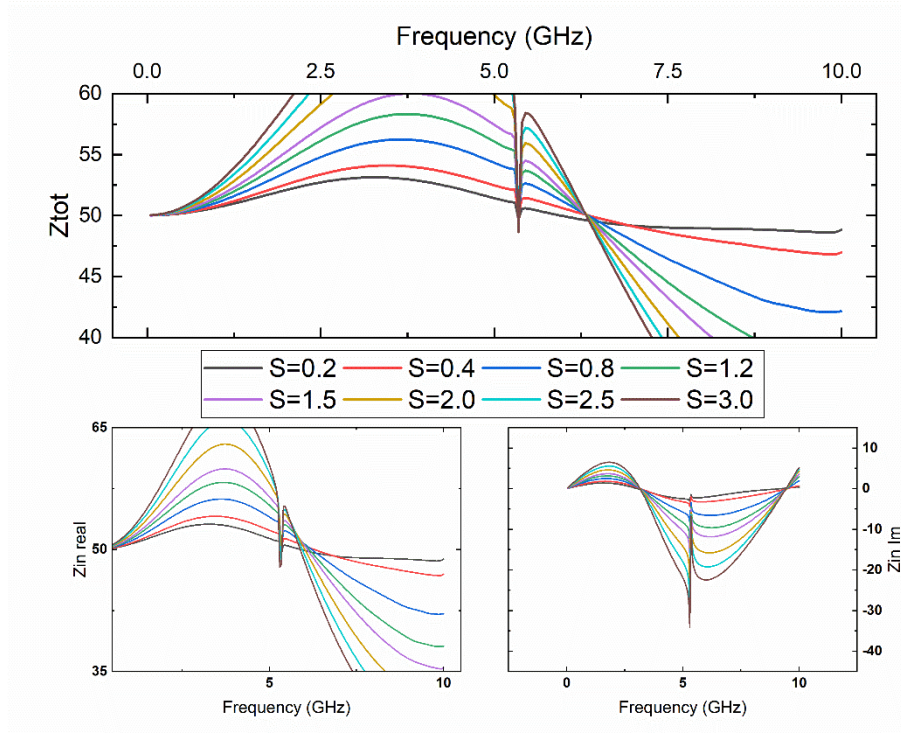 Frequency (GHz)
0.0 2.5 5.0 7.5 10.0
60
55
50
45
40
Ztot
S=0.2 S=0.4 S=0.8 S=1.2
S=1.5 S=2.0 S=2.5 S=3.0
65
50
35
Zin real
5 10
Frequency (GHz)
10
0
-10
-20
-30
-40
Zin Im
0 5 10
Frequency (GHz)